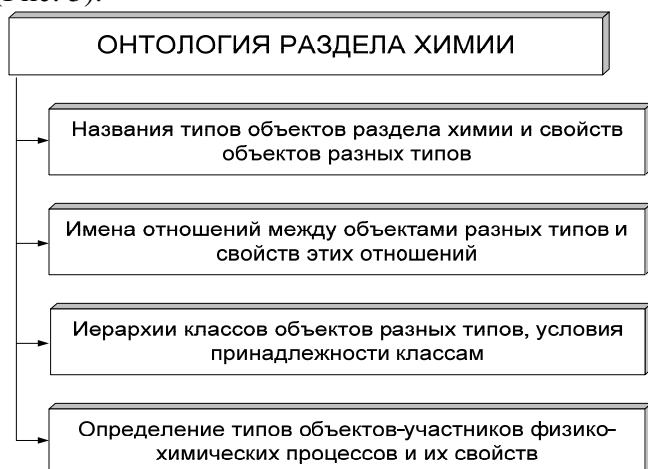 (Рис. 3).
ОНТОЛОГИЯ РАЗДЕЛА ХИМИИ
Названия типов объектов раздела химии и свойств
объектов разных типов
Имена отношений между объектами разных типов и
свойств этих отношений
Иерархии классов объектов разных типов, условия
принадлежности классам
Определение типов объектов-участников физико-
химических процессов и их свойств